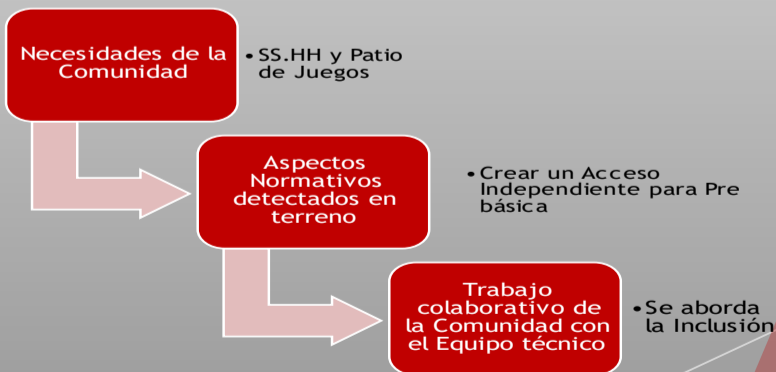 Necesidades de la
Comunidad
• SS.HH y Patio
de Juegos
Aspectos
Normativos
detectados en
terreno
• Crear un Acceso
Independiente para Pre
básica
Trabajo
colaborativo de
la Comunidad con
el Equipo técnico
• Se aborda
la Inclusión